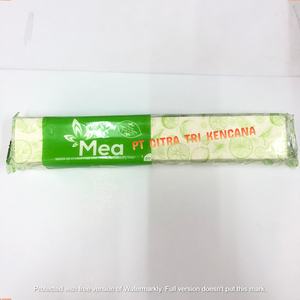 Mea
PT CITRA TRI KENCANA
Protected with free version of Watermarkly. Full version doesn't put this mark.